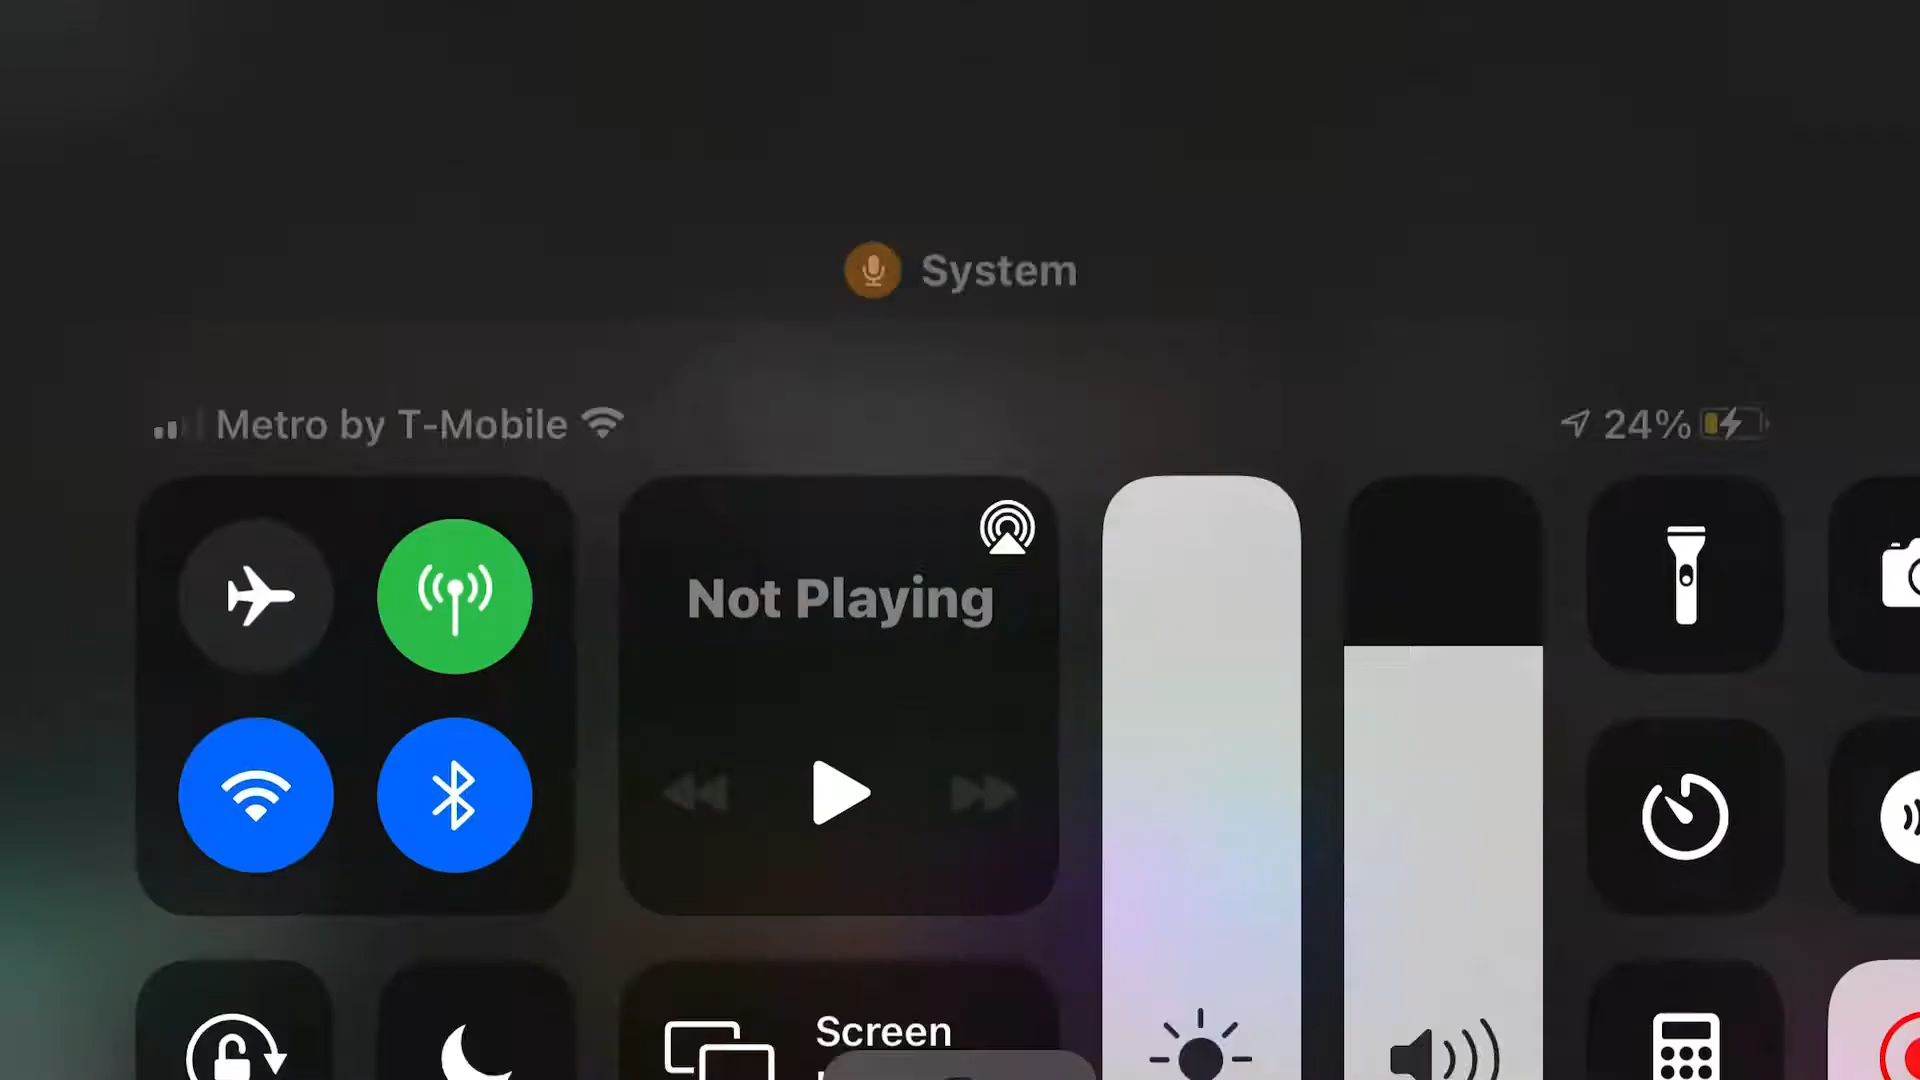 System
Metro by T-Mobile
24%
Not Playing
Screen